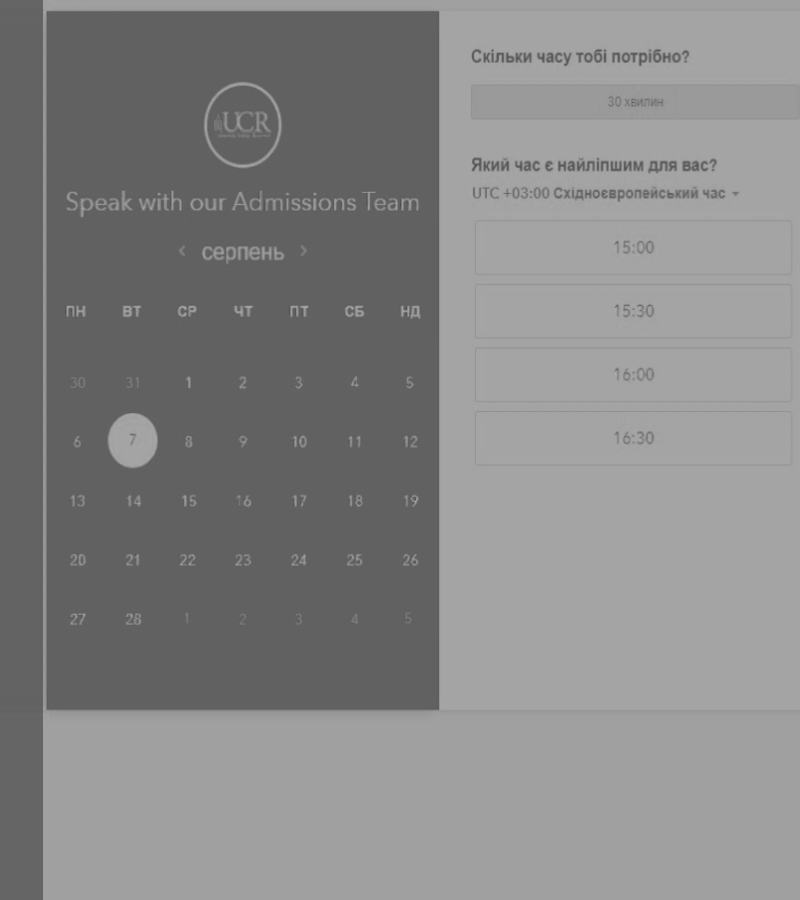 UCR
Speak with our Admissions Team
‹ серпень ›
ПН ВТ СР ЧТ ПТ СБ НД
30 31 1 2 3 4 5
6 7 8 9 10 11 12
13 14 15 16 17 18 19
20 21 22 23 24 25 26
27 28 1 2 3 4 5
Скільки часу тобі потрібно?
30 хвилин
Який час є найліпшим для вас?
UTC +03:00 Східноєвропейський час
15:00
15:30
16:00
16:30